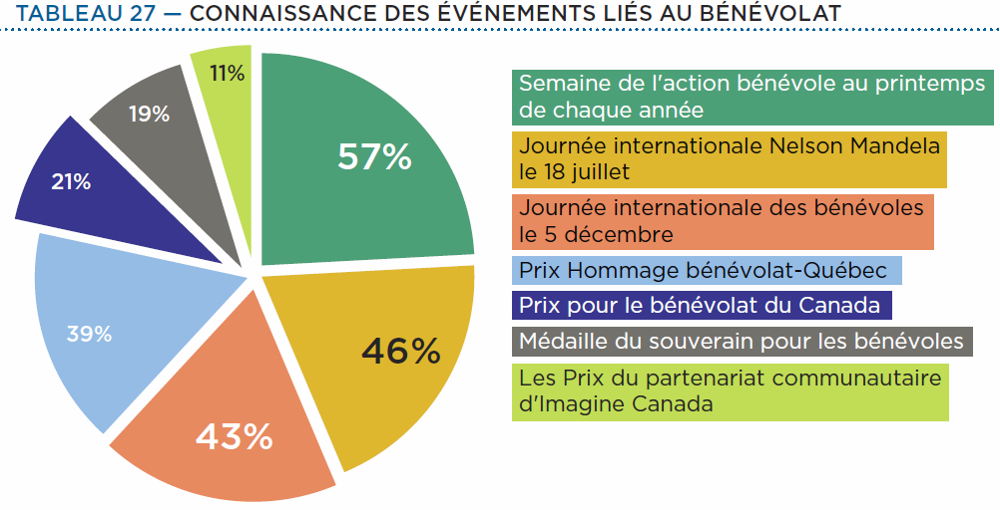 TABLEAU 27 — CONNAISSANCE DES ÉVÉNEMENTS LIÉS AU BÉNÉVOLAT
11%
19%
57%
21%
39%
46%
43%
Semaine de l'action bénévole au printemps
de chaque année
Journée internationale Nelson Mandela
le 18 juillet
Journée internationale des bénévoles
le 5 décembre
Prix Hommage bénévolat-Québec
Prix pour le bénévolat du Canada
Médaille du souverain pour les bénévoles
Les Prix du partenariat communautaire
d'Imagine Canada